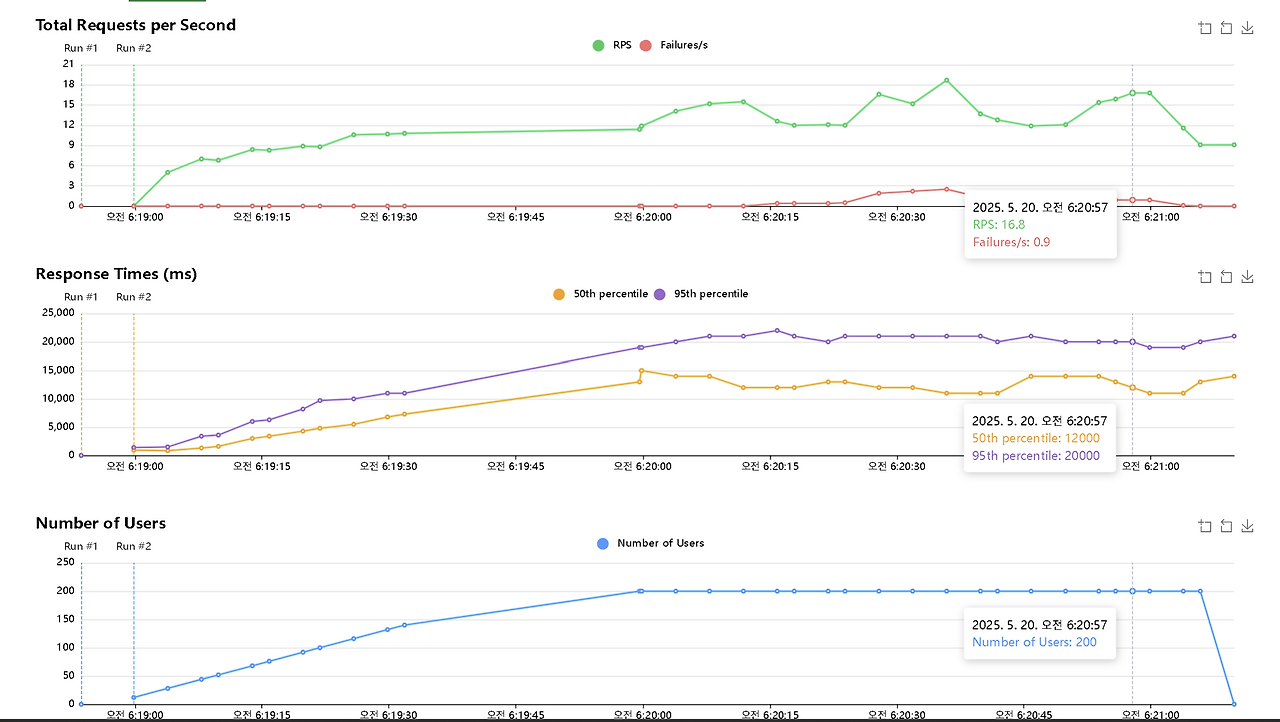 Total Requests per Second
Run #1 Run #2
RPS Failures/s
21
18
15
12
9
6
3
0
오전 6:19:00 오전 6:19:15 오전 6:19:30 오전 6:19:45 오전 6:20:00 오전 6:20:15 오전 6:20:30 오전 6:21:00
2025. 5. 20. 오전 6:20:57
RPS: 16.8
Failures/s: 0.9
Response Times (ms)
Run #1 Run #2
50th percentile 95th percentile
25,000
20,000
15,000
10,000
5,000
0
오전 6:19:00 오전 6:19:15 오전 6:19:30 오전 6:19:45 오전 6:20:00 오전 6:20:15 오전 6:20:30 오전 6:21:00
2025. 5. 20. 오전 6:20:57
50th percentile: 12000
95th percentile: 20000
Number of Users
Run #1 Run #2
Number of Users
250
200
150
100
50
0
오전 6:19:00 오전 6:19:15 오전 6:19:30 오전 6:19:45 오전 6:20:00 오전 6:20:15 오전 6:20:30 오전 6:20:45 오전 6:21:00
2025. 5. 20. 오전 6:20:57
Number of Users: 200